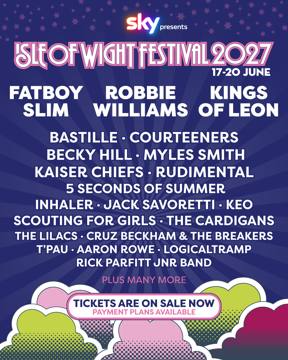 sky presents
ISLE OF WIGHT FESTIVAL 2027
17-20 JUNE
FATBOY SLIM
ROBBIE WILLIAMS
KINGS OF LEON
BASTILLE · COURTEENERS
BECKY HILL · MYLES SMITH
KAISER CHIEFS · RUDIMENTAL
5 SECONDS OF SUMMER
INHALER · JACK SAVORETTI · KEO
SCOUTING FOR GIRLS · THE CARDIGANS
THE LILACS · CRUZ BECKHAM & THE BREAKERS
T'PAU · AARON ROWE · LOGICALTRAMP
RICK PARFITT JNR BAND
PLUS MANY MORE
TICKETS ARE ON SALE NOW
PAYMENT PLANS AVAILABLE